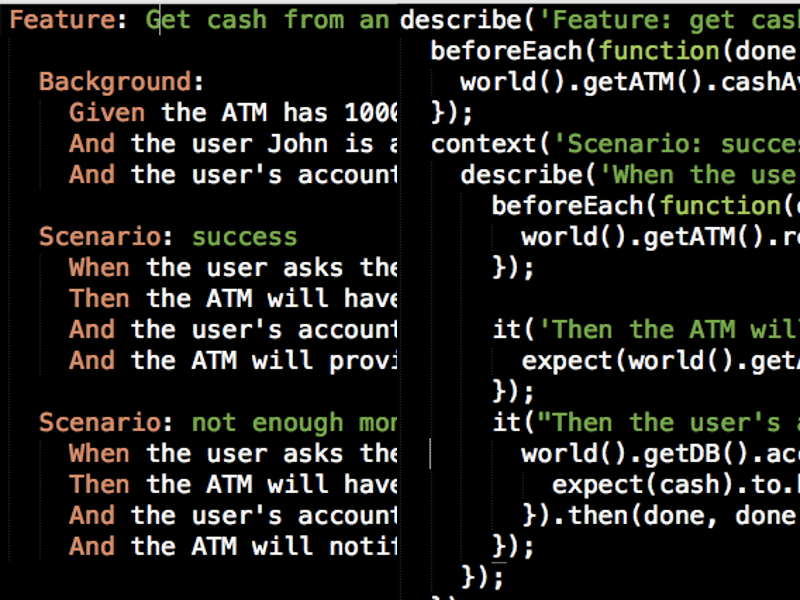 Feature: Get cash from an
Background:
Given the ATM has 1000
And the user John is a
And the user's account
Scenario: success
When the user asks the
Then the ATM will have
And the user's account
And the ATM will provi
Scenario: not enough mon
When the user asks the
Then the ATM will have
And the user's account
And the ATM will notif
describe('Feature: get cash
beforeEach(function(done
world().getATM().cashAv
});
context('Scenario: succes
describe('When the use
beforeEach(function(d
world().getATM().re
});
it('Then the ATM will
expect(world().getA
});
it("Then the user's a
world().getDB().acc
expect(cash).to.
}).then(done, done
});
});
})